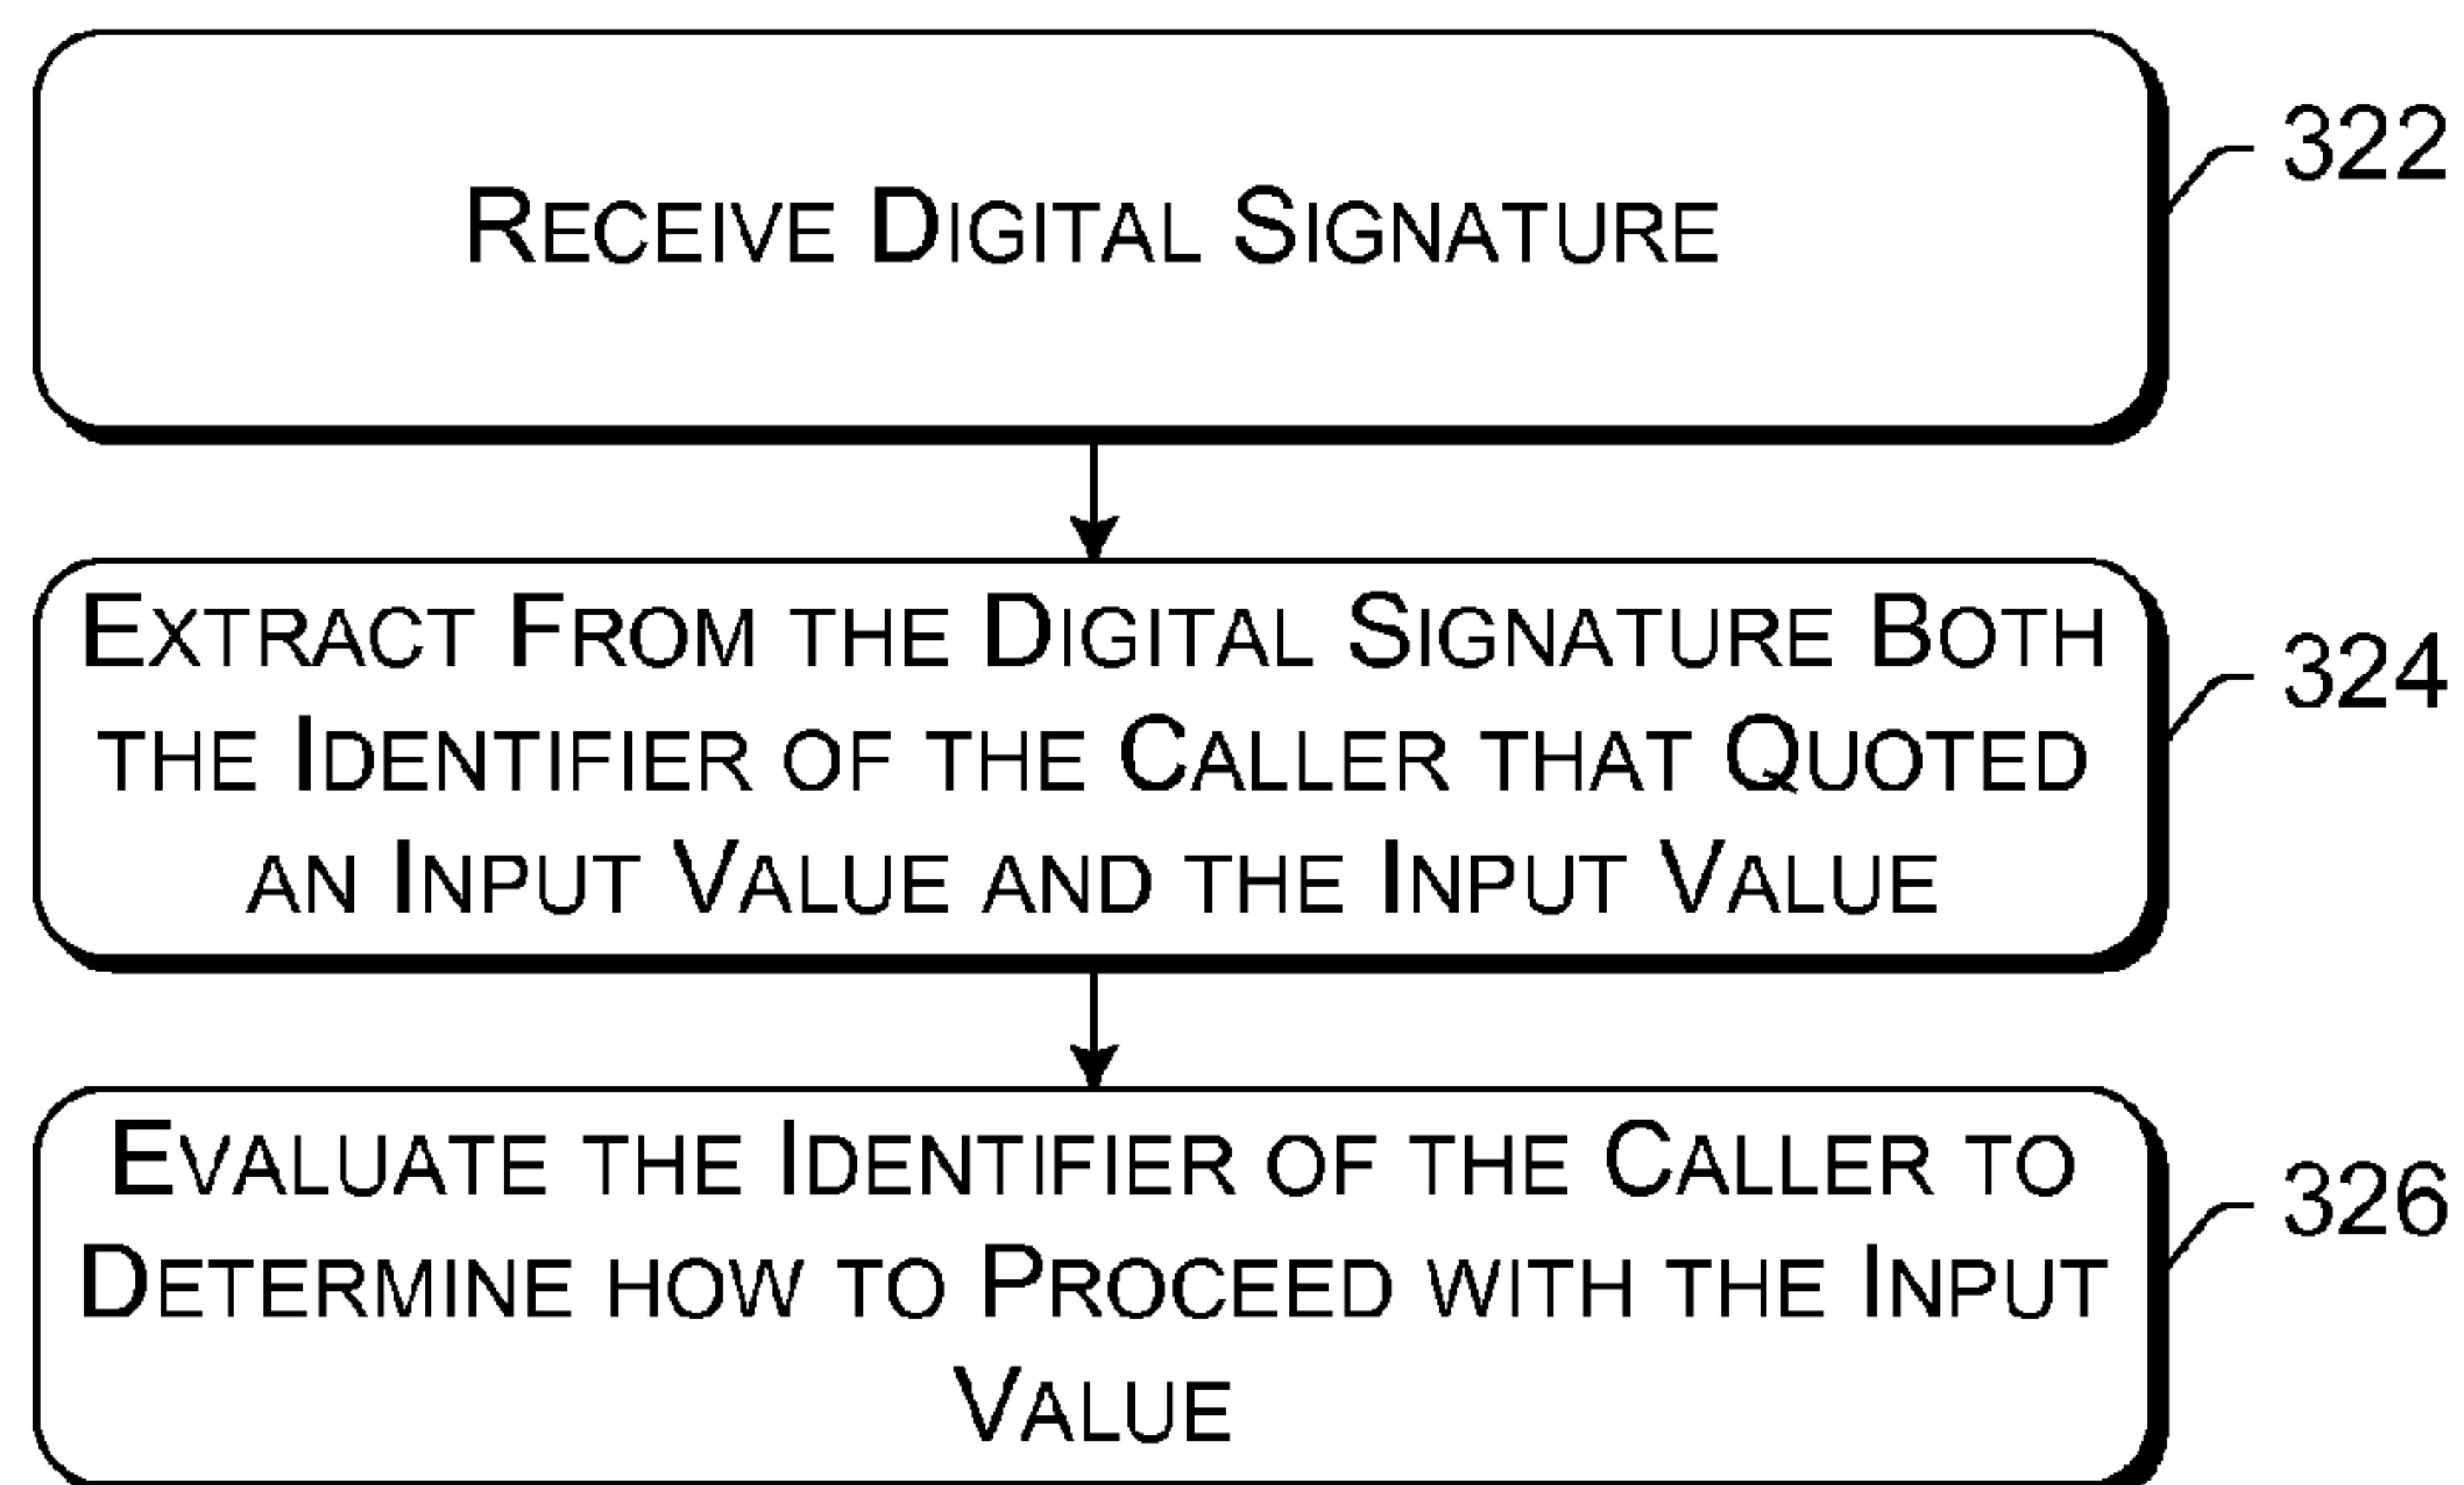 RECEIVE DIGITAL SIGNATURE
322
EXTRACT FROM THE DIGITAL SIGNATURE BOTH
THE IDENTIFIER OF THE CALLER THAT QUOTED
AN INPUT VALUE AND THE INPUT VALUE
324
EVALUATE THE IDENTIFIER OF THE CALLER TO
DETERMINE HOW TO PROCEED WITH THE INPUT
VALUE
326